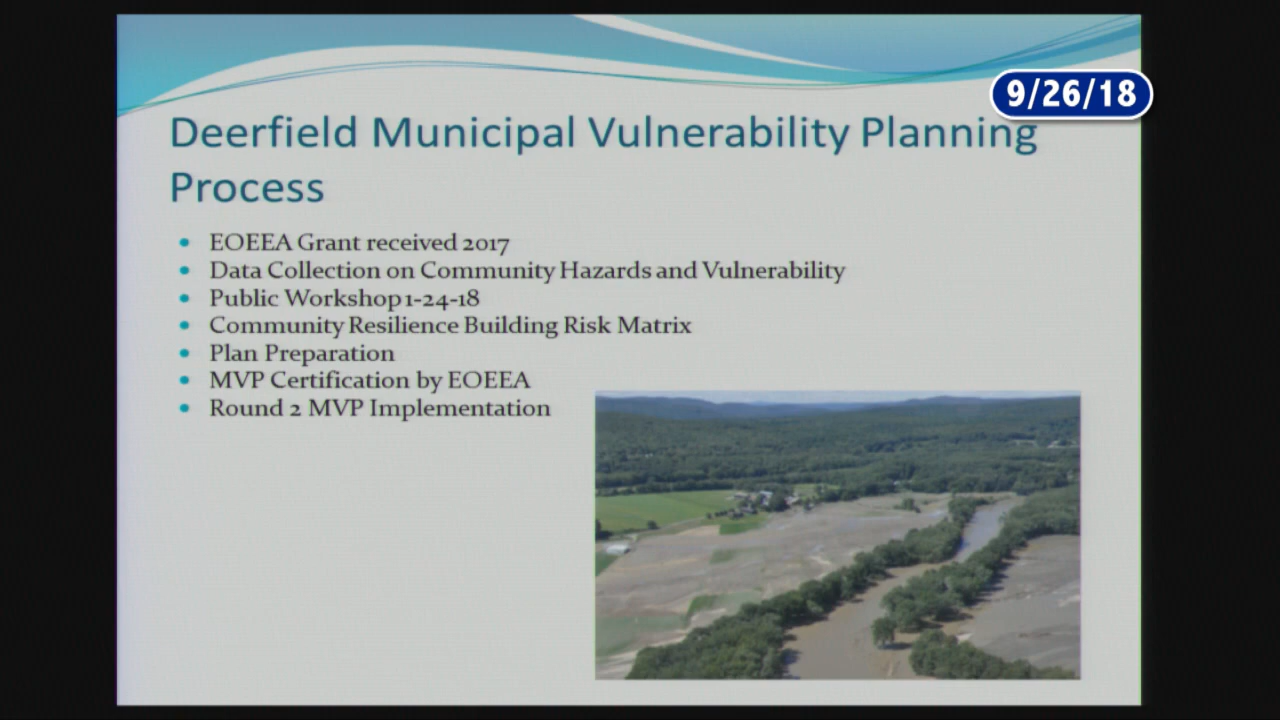 9/26/18
Deerfield Municipal Vulnerability Planning
Process
• EOEEA Grant received 2017
• Data Collection on Community Hazards and Vulnerability
• Public Workshop 1-24-18
• Community Resilience Building Risk Matrix
• Plan Preparation
• MVP Certification by EOEEA
• Round 2 MVP Implementation